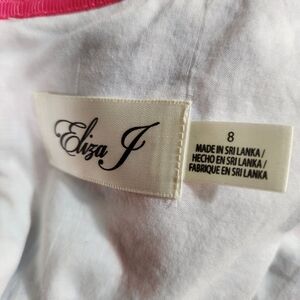 Eliza J
8
MADE IN SRI LANKA/
HECHO EN SRI LANKA/
FABRIQUE EN SRI LANKA